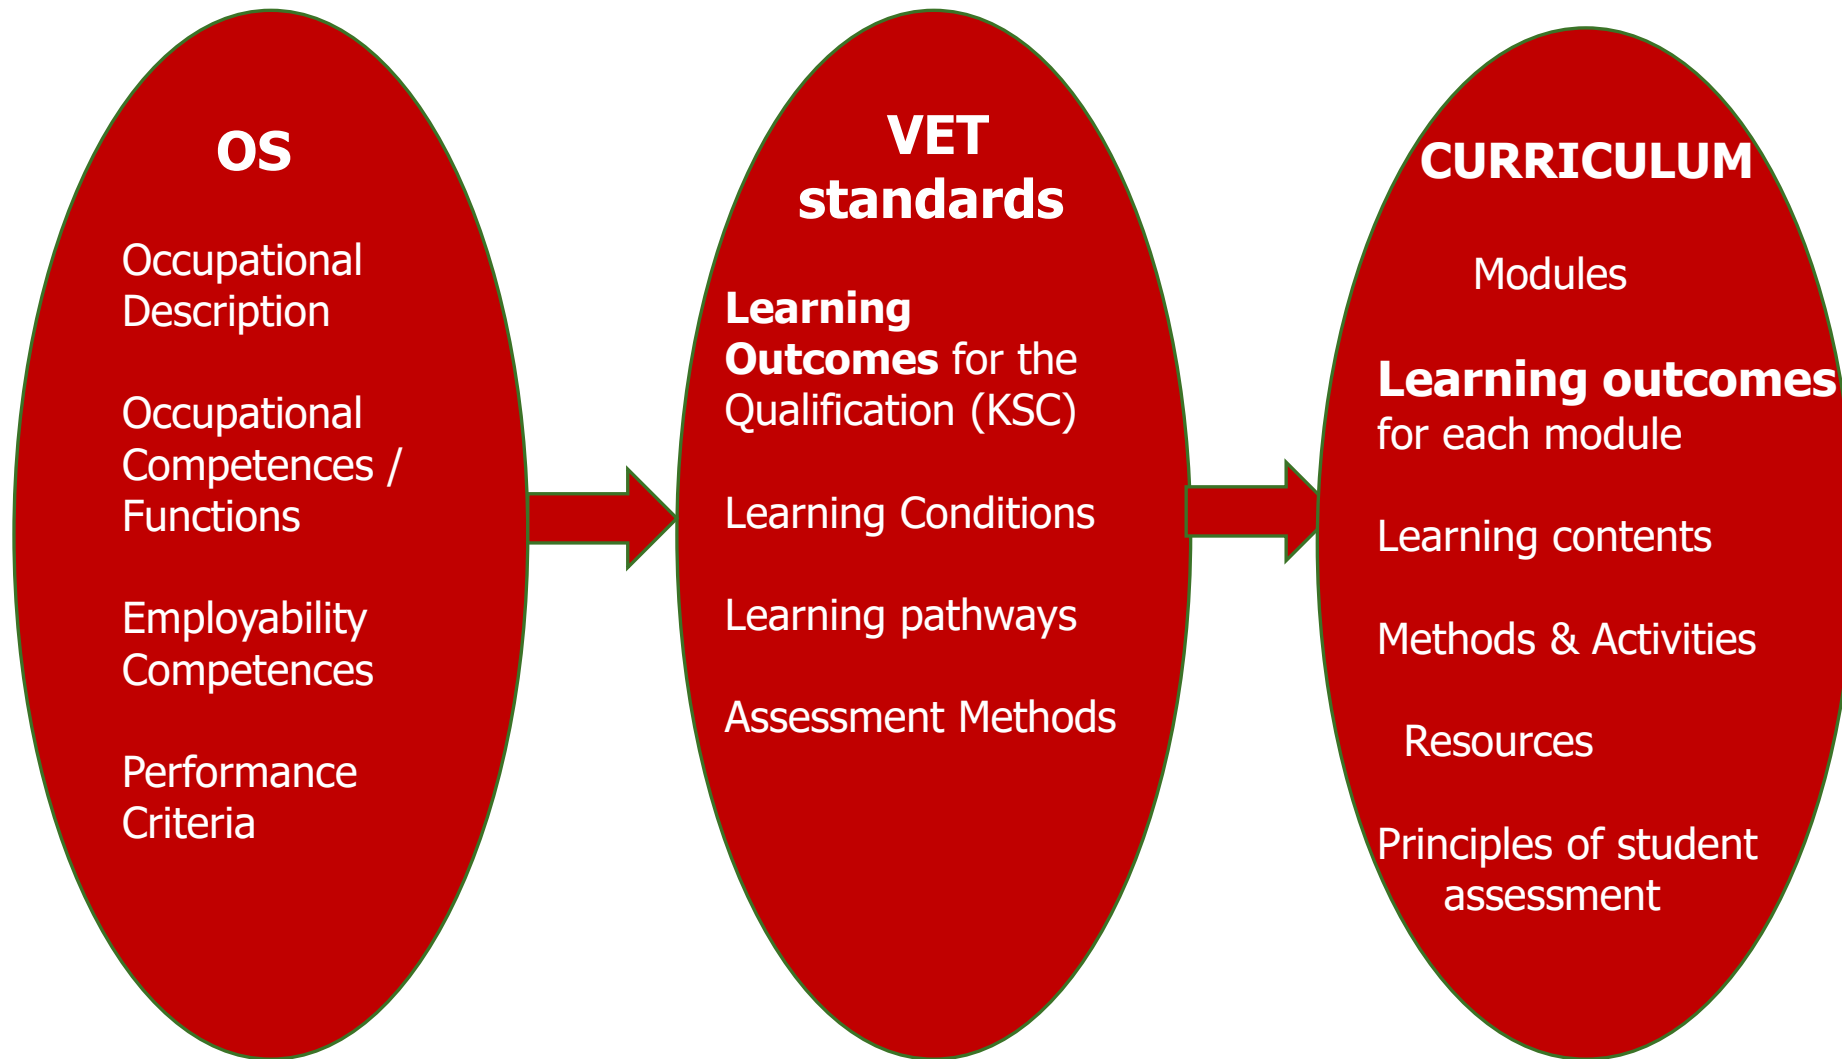 OS
Occupational
Description
Occupational
Competences /
Functions
Employability
Competences
Performance
Criteria
VET
standards
Learning
Outcomes for the
Qualification (KSC)
Learning Conditions
Learning pathways
Assessment Methods
CURRICULUM
Modules
Learning outcomes
for each module
Learning contents
Methods & Activities
Resources
Principles of student
assessment